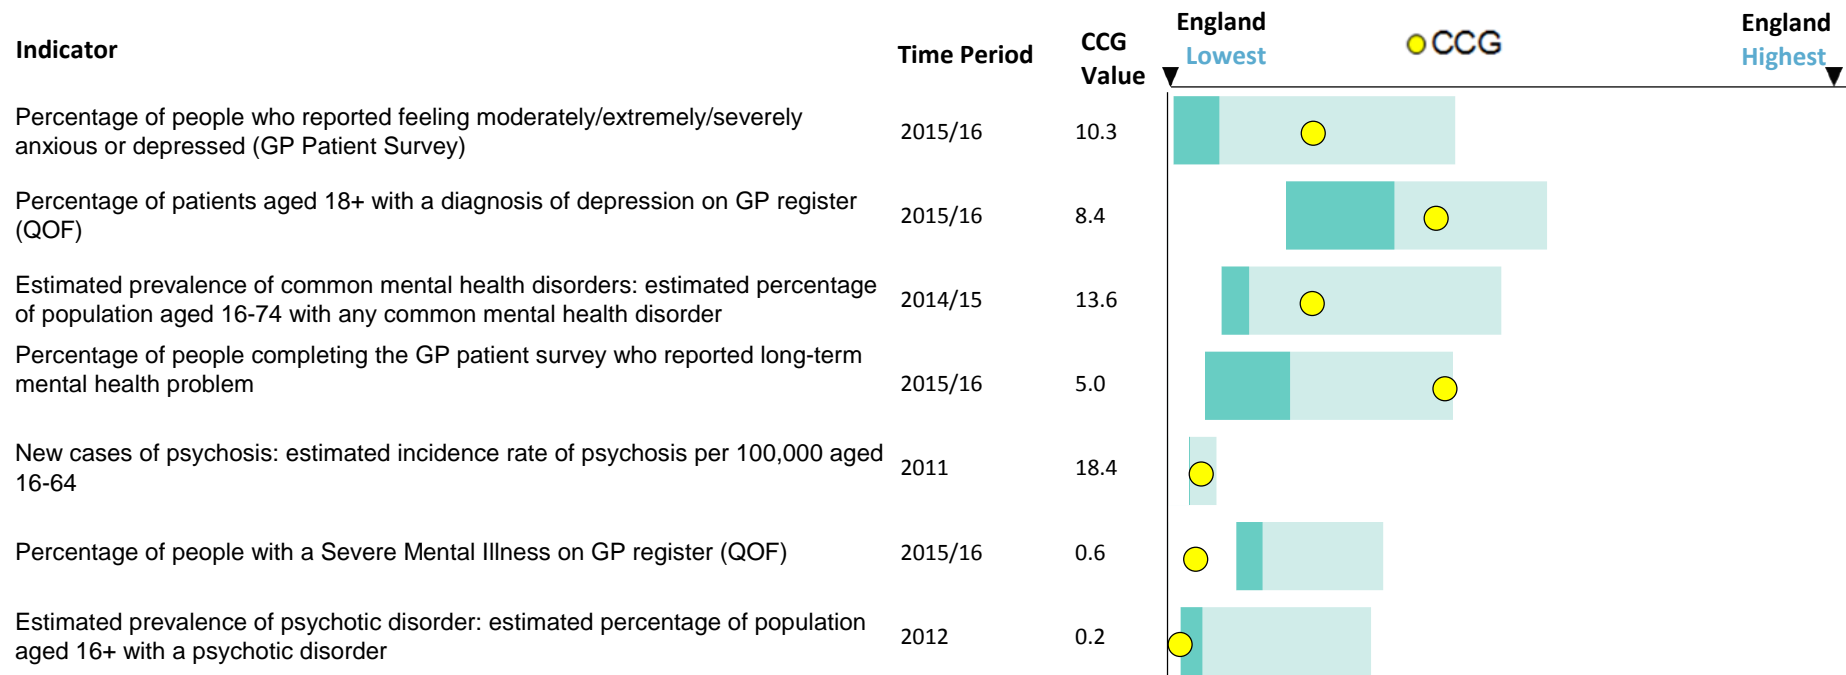 Indicator
Time Period
CCG
Value
England
Lowest
CCG
England
Highest
Percentage of people who reported feeling moderately/extremely/severely
anxious or depressed (GP Patient Survey)
2015/16
10.3
Percentage of patients aged 18+ with a diagnosis of depression on GP register
(QOF)
2015/16
8.4
Estimated prevalence of common mental health disorders: estimated percentage
of population aged 16-74 with any common mental health disorder
2014/15
13.6
Percentage of people completing the GP patient survey who reported long-term
mental health problem
2015/16
5.0
New cases of psychosis: estimated incidence rate of psychosis per 100,000 aged
16-64
2011
18.4
Percentage of people with a Severe Mental Illness on GP register (QOF)
2015/16
0.6
Estimated prevalence of psychotic disorder: estimated percentage of population
aged 16+ with a psychotic disorder
2012
0.2